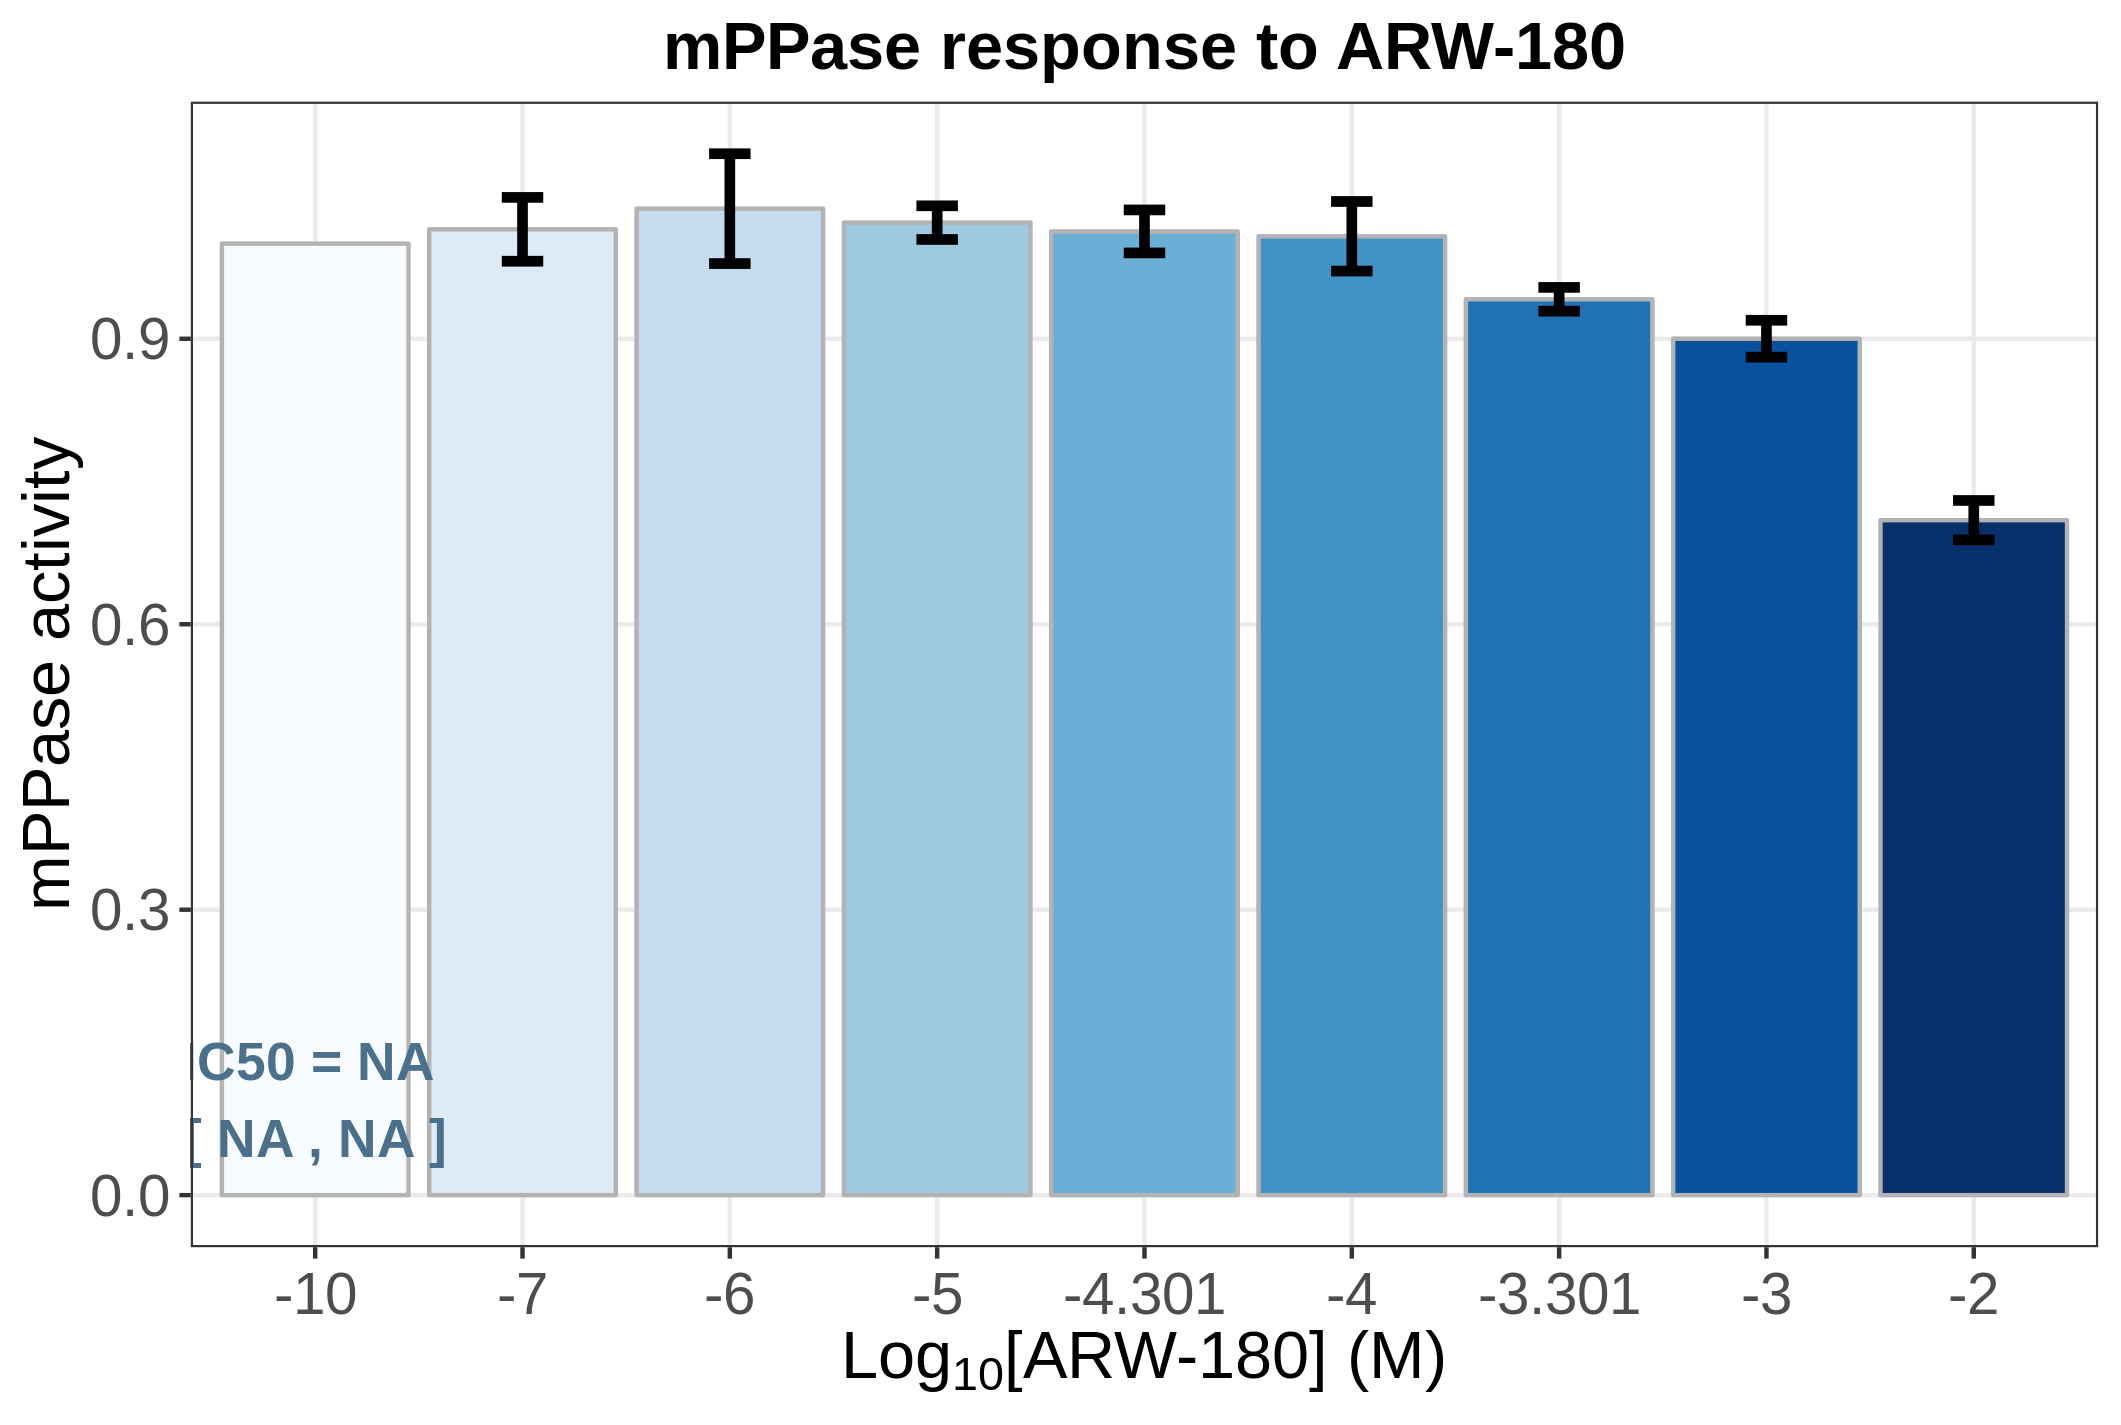 mPPase response to ARW-180
mPPase activity
0.9
0.6
0.3
0.0
IC50 = NA
[ NA , NA ]
-10 -7 -6 -5 -4.301 -4 -3.301 -3 -2
Log10[ARW-180] (M)